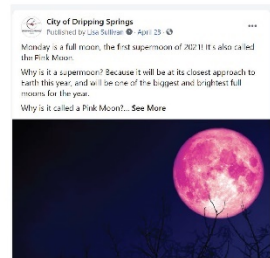 City of Dripping Springs
Published by Lisa Sullivan · April 23 ·
Monday is a full moon, the first supermoon of 2021! It's also called
the Pink Moon.
Why is it a supermoon? Because it will be at its closest approach to
Earth this year, and will be one of the biggest and brightest full
moons for the year.
Why is it called a Pink Moon?... See More